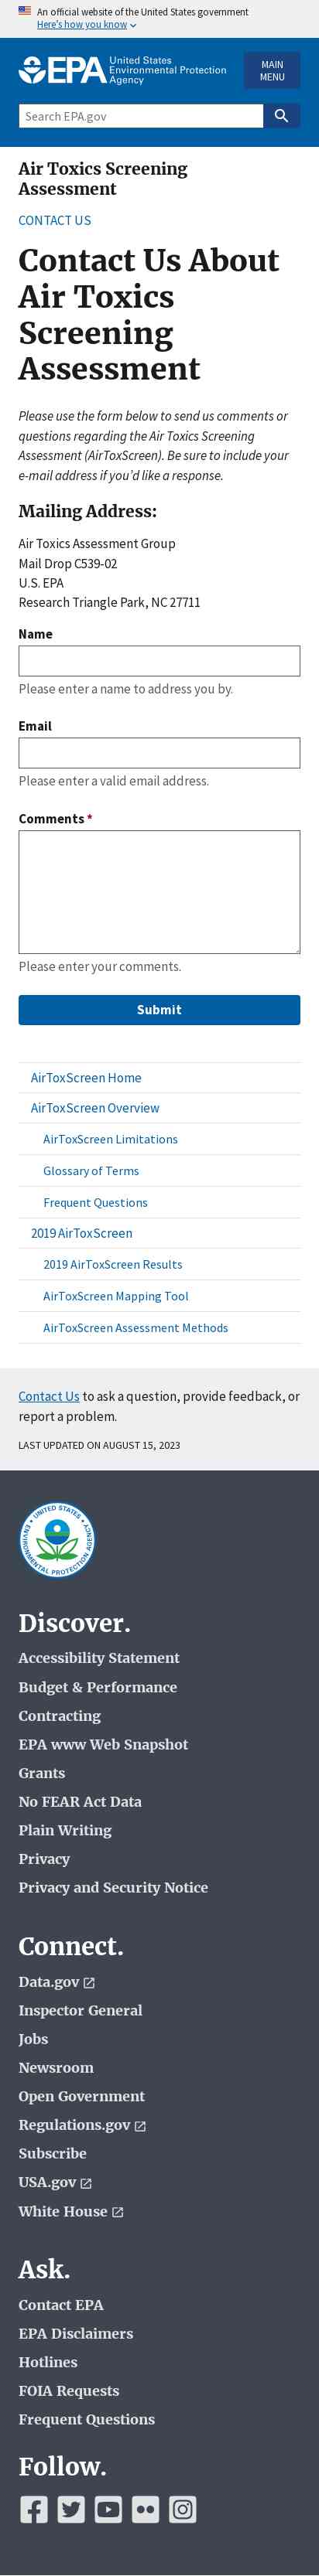 An official website of the United States government
Here's how you know
EPA United States
Environmental Protection
Agency
MAIN
MENU
Search EPA.gov
Air Toxics Screening
Assessment
CONTACT US
Contact Us About
Air Toxics
Screening
Assessment
Please use the form below to send us comments or
questions regarding the Air Toxics Screening
Assessment (AirToxScreen). Be sure to include your
e-mail address if you'd like a response.
Mailing Address:
Air Toxics Assessment Group
Mail Drop C539-02
U.S. EPA
Research Triangle Park, NC 27711
Name
Please enter a name to address you by.
Email
Please enter a valid email address.
Comments *
Please enter your comments.
Submit
AirToxScreen Home
AirToxScreen Overview
AirToxScreen Limitations
Glossary of Terms
Frequent Questions
2019 AirToxScreen
2019 AirToxScreen Results
AirToxScreen Mapping Tool
AirToxScreen Assessment Methods
Contact Us to ask a question, provide feedback, or
report a problem.
LAST UPDATED ON AUGUST 15, 2023
UNITED STATES
ENVIRONMENTAL PROTECTION AGENCY
Discover.
Accessibility Statement
Budget & Performance
Contracting
EPA www Web Snapshot
Grants
No FEAR Act Data
Plain Writing
Privacy
Privacy and Security Notice
Connect.
Data.gov
Inspector General
Jobs
Newsroom
Open Government
Regulations.gov
Subscribe
USA.gov
White House
Ask.
Contact EPA
EPA Disclaimers
Hotlines
FOIA Requests
Frequent Questions
Follow.